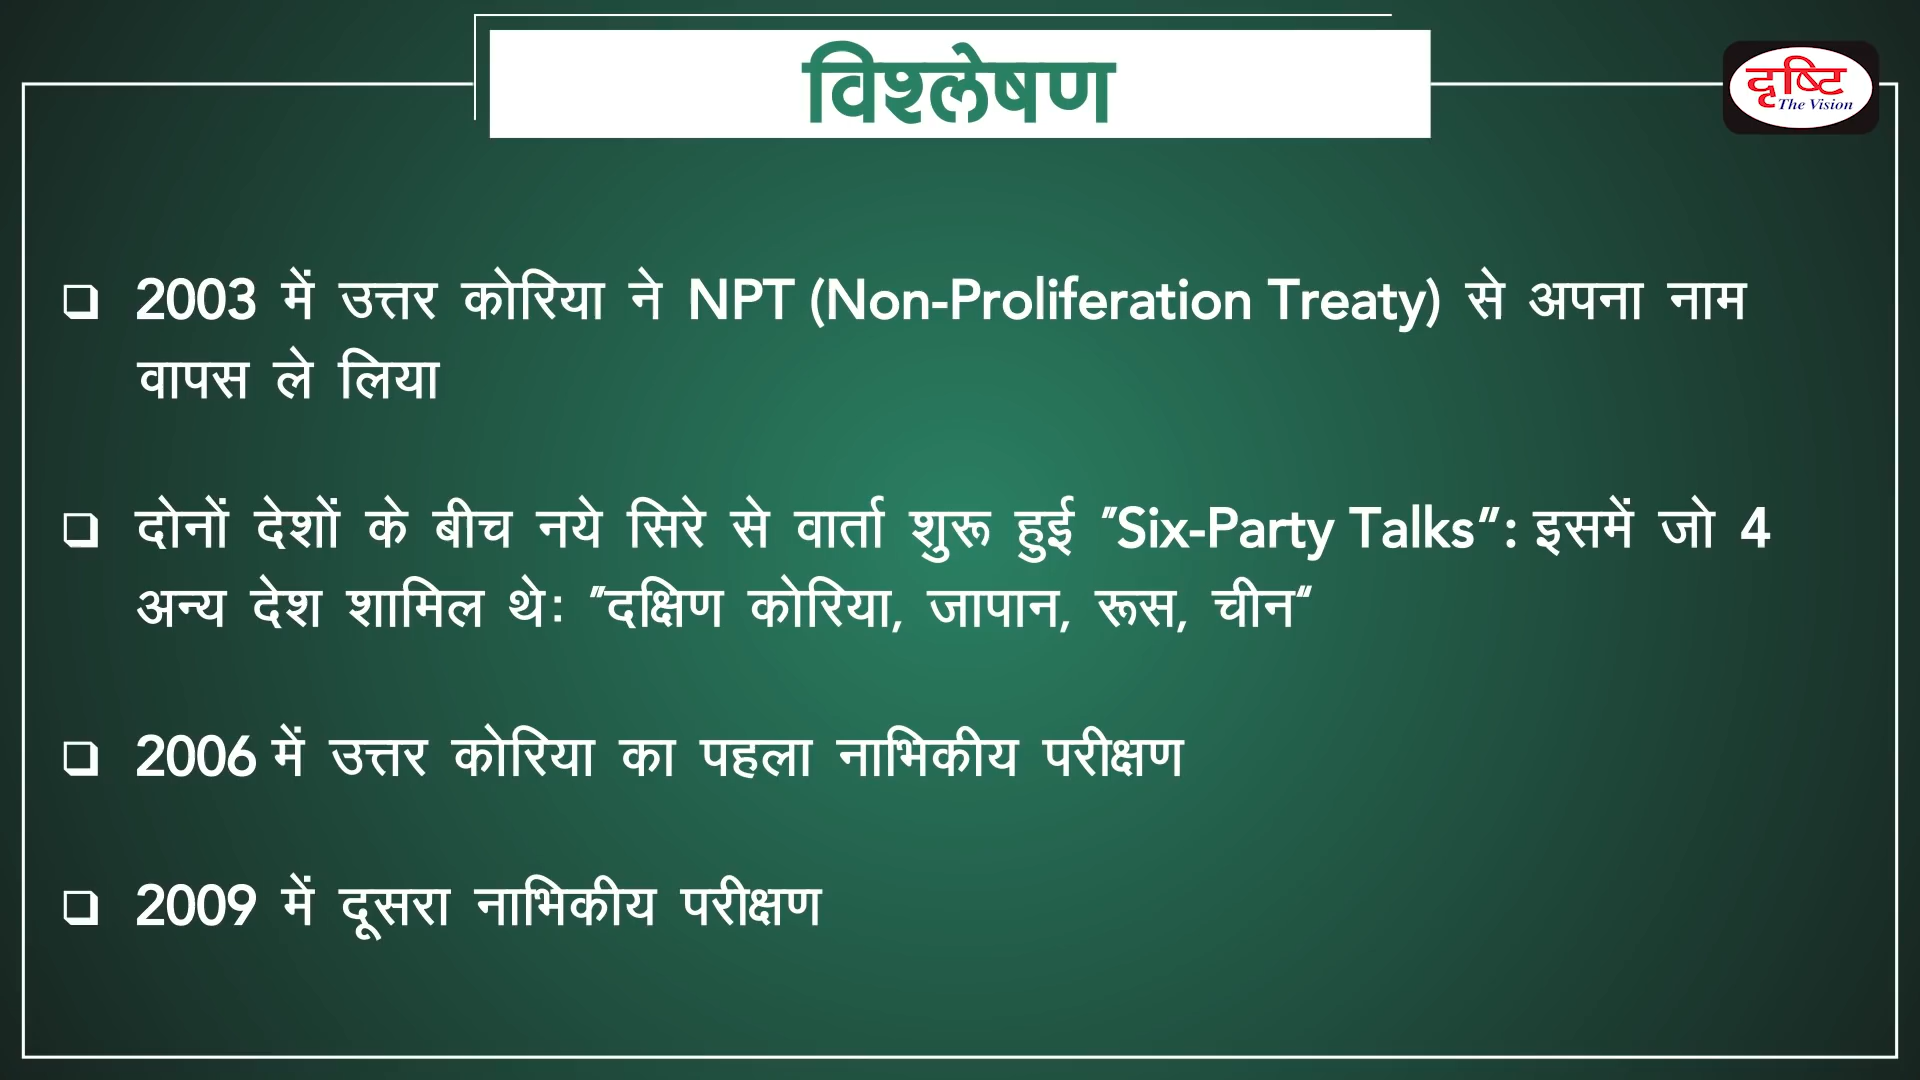 विश्लेषण
दृष्टि
The Vision
❑ 2003 में उत्तर कोरिया ने NPT (Non-Proliferation Treaty) से अपना नाम
वापस ले लिया
❑ दोनों देशों के बीच नये सिरे से वार्ता शुरू हुई "Six-Party Talks": इसमें जो 4
अन्य देश शामिल थे: "दक्षिण कोरिया, जापान, रूस, चीन"
❑ 2006 में उत्तर कोरिया का पहला नाभिकीय परीक्षण
❑ 2009 में दूसरा नाभिकीय परीक्षण